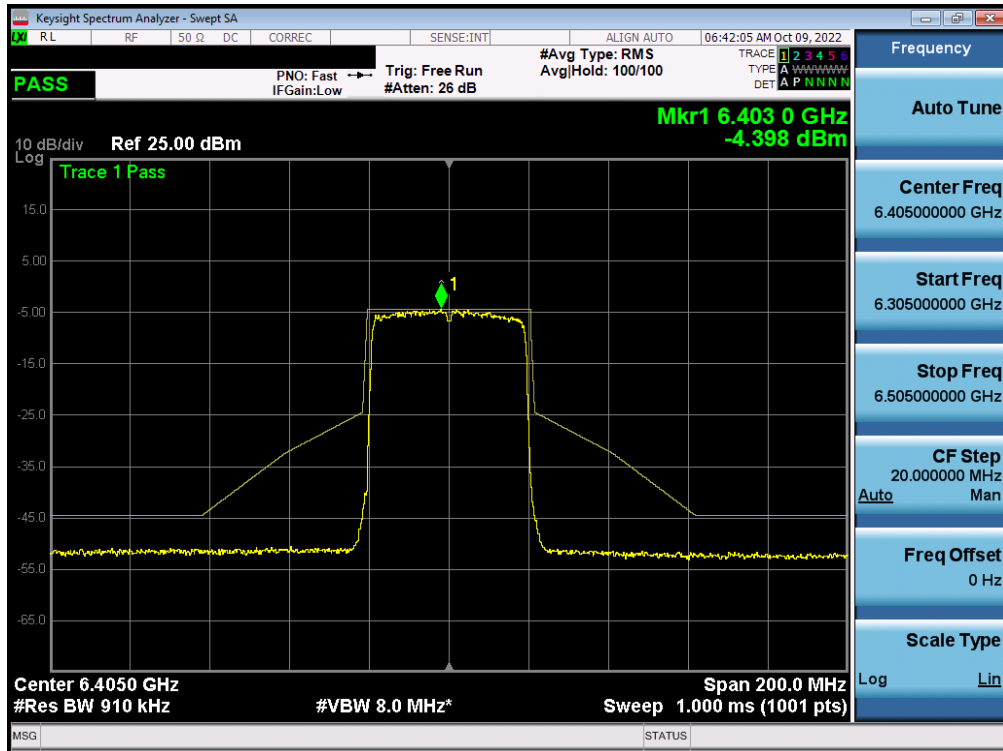 Keysight Spectrum Analyzer - Swept SA
LXI RL RF 50 Ω DC CORREC SENSE:INT ALIGN AUTO 06:42:05 AM Oct 09, 2022
PASS
PNO: Fast
IFGain:Low
Trig: Free Run
#Atten: 26 dB
#Avg Type: RMS
Avg|Hold: 100/100
TRACE 1 2 3 4 5 6
TYPE A WWWWW
DET A P N N N N
Frequency
Mkr1 6.403 0 GHz
-4.398 dBm
10 dB/div Ref 25.00 dBm
Log
Trace 1 Pass
1
15.0
5.00
-5.00
-15.0
-25.0
-35.0
-45.0
-55.0
-65.0
Center 6.4050 GHz
Span 200.0 MHz
#Res BW 910 kHz
#VBW 8.0 MHz*
Sweep 1.000 ms (1001 pts)
Auto Tune
Center Freq
6.405000000 GHz
Start Freq
6.305000000 GHz
Stop Freq
6.505000000 GHz
CF Step
20.000000 MHz
Auto Man
Freq Offset
0 Hz
Scale Type
Log Lin
MSG STATUS